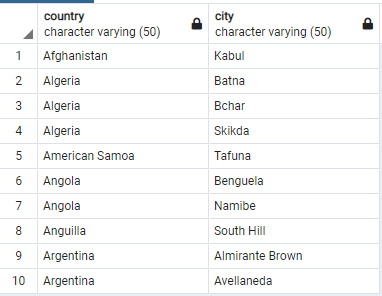 country city
character varying (50) character varying (50)
1 Afghanistan Kabul
2 Algeria Batna
3 Algeria Bchar
4 Algeria Skikda
5 American Samoa Tafuna
6 Angola Benguela
7 Angola Namibe
8 Anguilla South Hill
9 Argentina Almirante Brown
10 Argentina Avellaneda